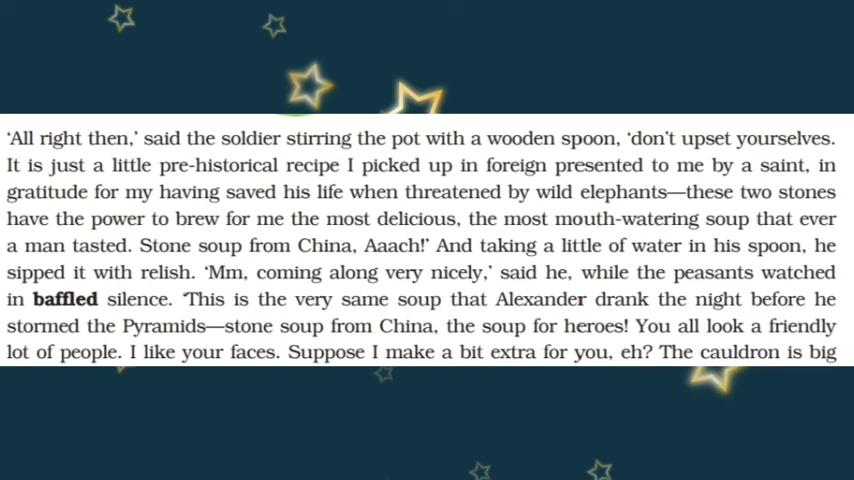 ‘All right then,’ said the soldier stirring the pot with a wooden spoon, ‘don’t upset yourselves.
It is just a little pre-historical recipe I picked up in foreign presented to me by a saint, in
gratitude for my having saved his life when threatened by wild elephants—these two stones
have the power to brew for me the most delicious, the most mouth-watering soup that ever
a man tasted. Stone soup from China, Aaach!’ And taking a little of water in his spoon, he
sipped it with relish. ‘Mm, coming along very nicely,’ said he, while the peasants watched
in baffled silence. ‘This is the very same soup that Alexander drank the night before he
stormed the Pyramids—stone soup from China, the soup for heroes! You all look a friendly
lot of people. I like your faces. Suppose I make a bit extra for you, eh? The cauldron is big